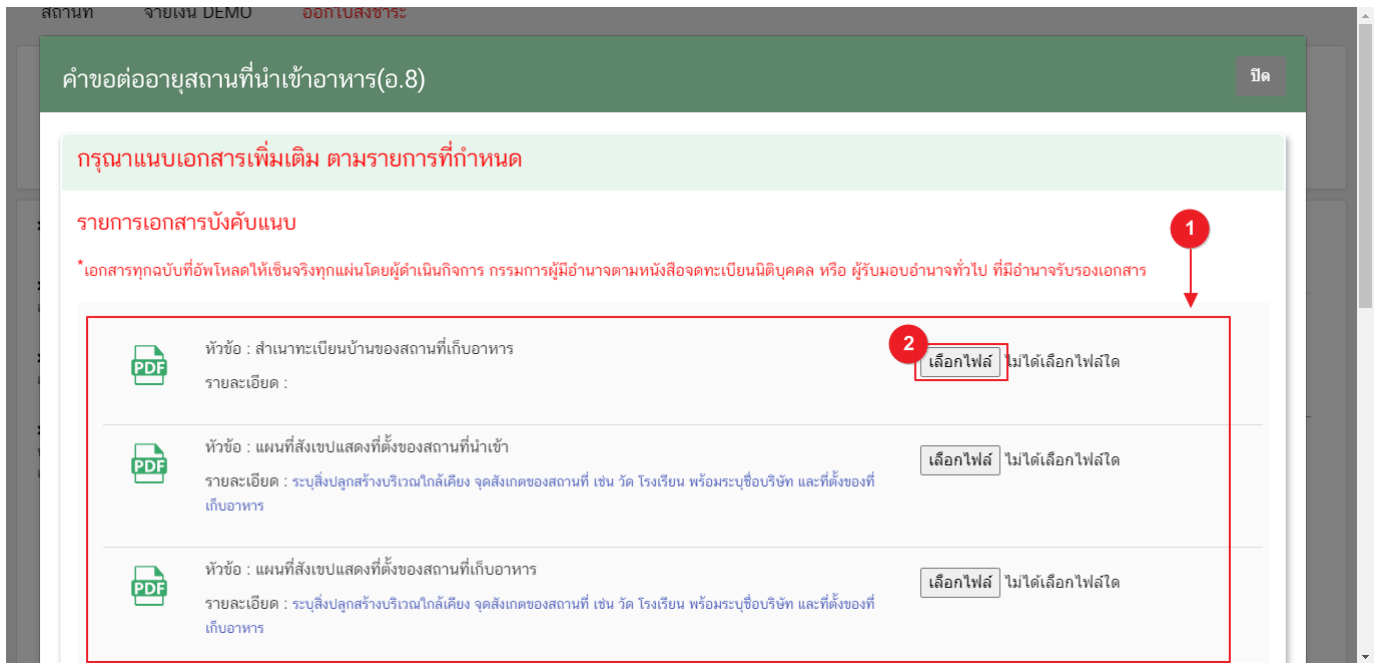 สถานที่ จ่ายเงิน DEMO ออกใบสั่งชำระ
คำขอต่ออายุสถานที่นำเข้าอาหาร(อ.8)
ปิด
กรุณาแนบเอกสารเพิ่มเติม ตามรายการที่กำหนด
รายการเอกสารบังคับแนบ
1
*เอกสารทุกฉบับที่อัพโหลดให้เซ็นจริงทุกแผ่นโดยผู้ดำเนินกิจการ กรรมการผู้มีอำนาจตามหนังสือจดทะเบียนนิติบุคคล หรือ ผู้รับมอบอำนาจทั่วไป ที่มีอำนาจรับรองเอกสาร
PDF
หัวข้อ : สำเนาทะเบียนบ้านของสถานที่เก็บอาหาร
รายละเอียด :
2
เลือกไฟล์ ไม่ได้เลือกไฟล์ใด
PDF
หัวข้อ : แผนที่สังเขปแสดงที่ตั้งของสถานที่นำเข้า
รายละเอียด : ระบุสิ่งปลูกสร้างบริเวณใกล้เคียง จุดสังเกตของสถานที่ เช่น วัด โรงเรียน พร้อมระบุชื่อบริษัท และที่ตั้งของที่
เก็บอาหาร
เลือกไฟล์ ไม่ได้เลือกไฟล์ใด
PDF
หัวข้อ : แผนที่สังเขปแสดงที่ตั้งของสถานที่เก็บอาหาร
รายละเอียด : ระบุสิ่งปลูกสร้างบริเวณใกล้เคียง จุดสังเกตของสถานที่ เช่น วัด โรงเรียน พร้อมระบุชื่อบริษัท และที่ตั้งของที่
เก็บอาหาร
เลือกไฟล์ ไม่ได้เลือกไฟล์ใด